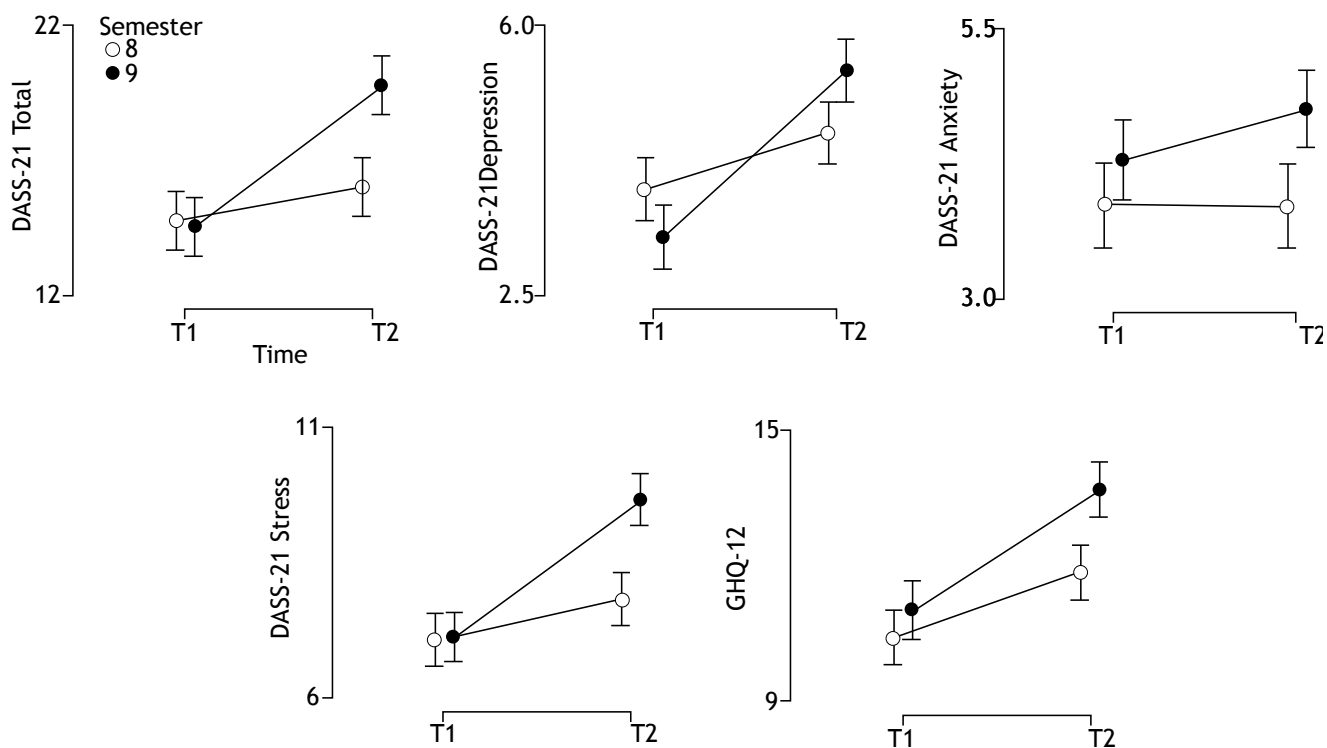 22
Semester
8
9
DASS-21 Total
12
T1
T2
Time
6.0
DASS-21Depression
2.5
T1
T2
5.5
DASS-21 Anxiety
3.0
T1
T2
11
DASS-21 Stress
6
T1
T2
15
GHQ-12
9
T1
T2